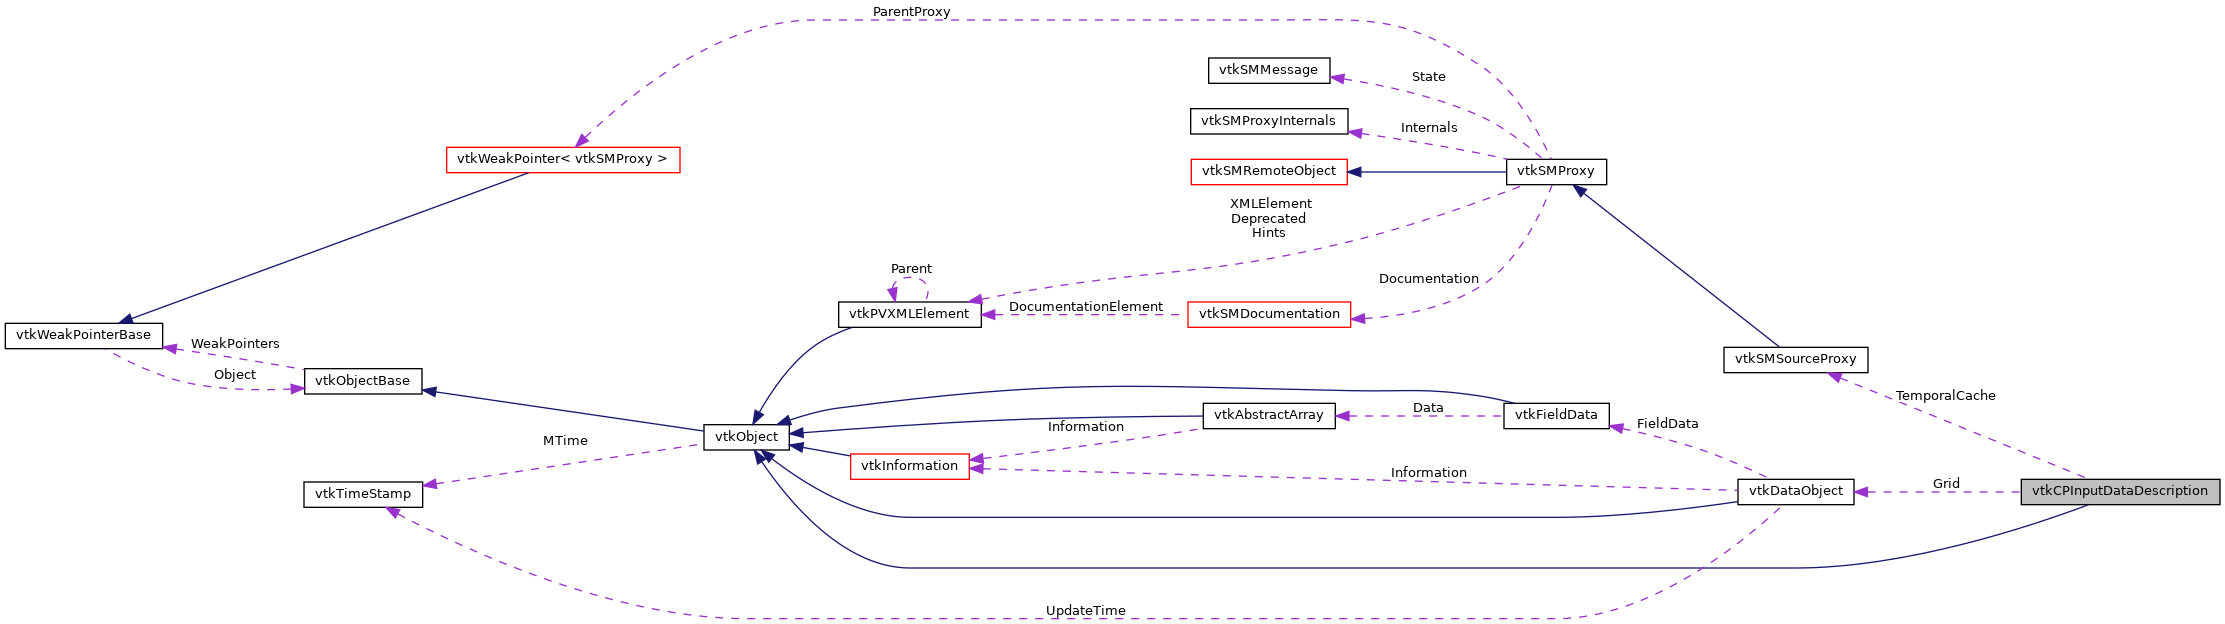 ParentProxy
vtkSMMessage
State
vtkSMProxyInternals
Internals
vtkWeakPointer< vtkSMProxy >
vtkSMRemoteObject
vtkSMProxy
XMLElement
Deprecated
Hints
Parent
Documentation
DocumentationElement
vtkPVXMLElement
vtkSMDocumentation
vtkWeakPointerBase
WeakPointers
vtkSMSourceProxy
Object
vtkObjectBase
TemporalCache
Data
vtkAbstractArray
vtkFieldData
FieldData
Information
vtkObject
MTime
vtkInformation
Information
Grid
vtkTimeStamp
vtkDataObject
vtkCPInputDataDescription
UpdateTime